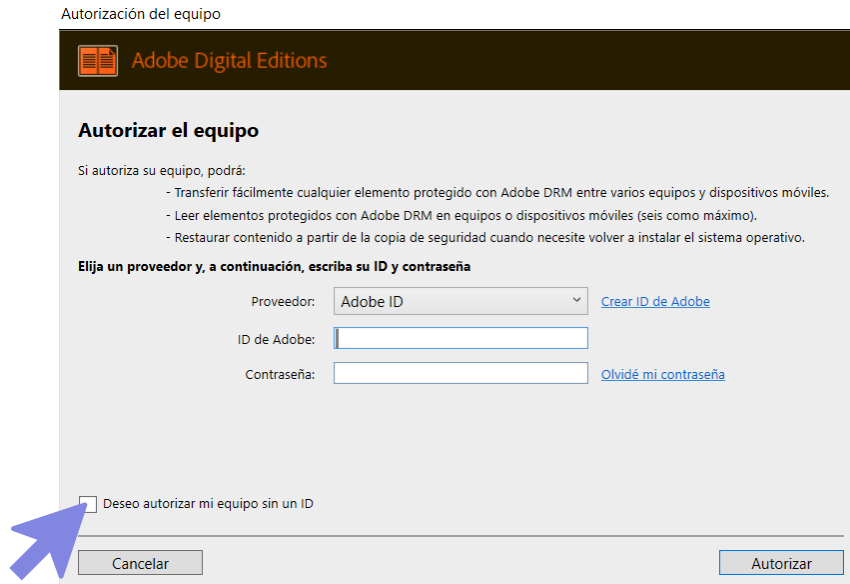 Autorización del equipo
Adobe Digital Editions
Autorizar el equipo
Si autoriza su equipo, podrá:
- Transferir fácilmente cualquier elemento protegido con Adobe DRM entre varios equipos y dispositivos móviles.
- Leer elementos protegidos con Adobe DRM en equipos o dispositivos móviles (seis como máximo).
- Restaurar contenido a partir de la copia de seguridad cuando necesite volver a instalar el sistema operativo.
Elija un proveedor y, a continuación, escriba su ID y contraseña
Proveedor: Adobe ID Crear ID de Adobe
ID de Adobe:
Contraseña: Olvidé mi contraseña
Deseo autorizar mi equipo sin un ID
Cancelar Autorizar